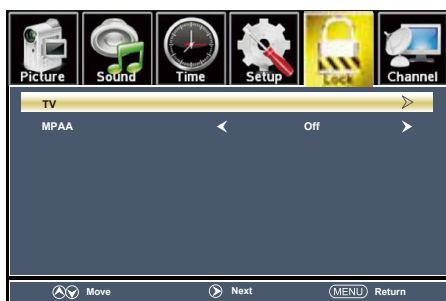 Picture Sound Time Setup Lock Channel
TV
MPAA Off
Move Next MENU Return